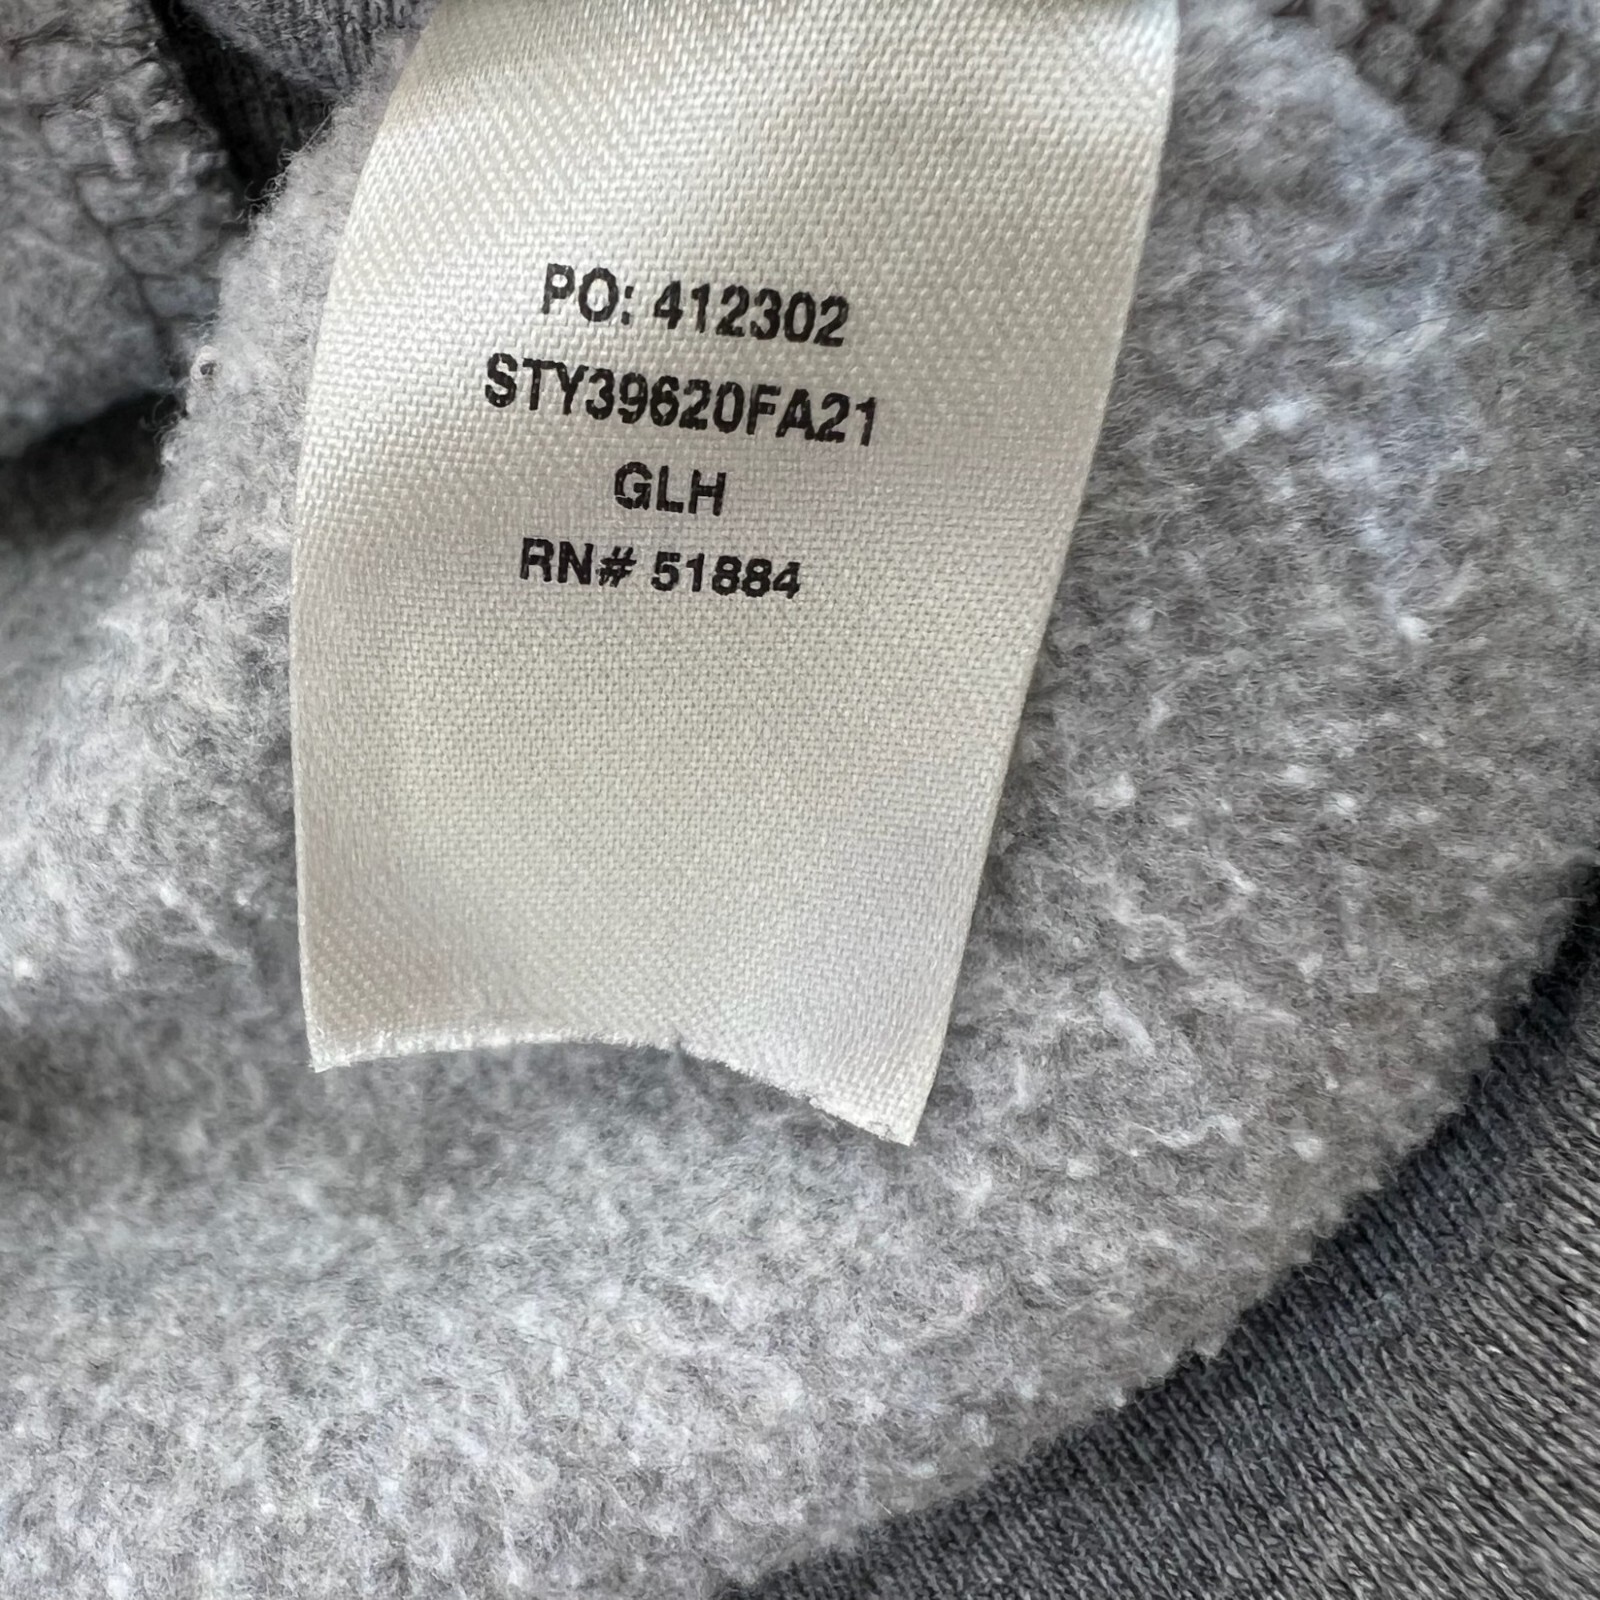 PO: 412302
STY39620FA21
GLH
RN# 51884